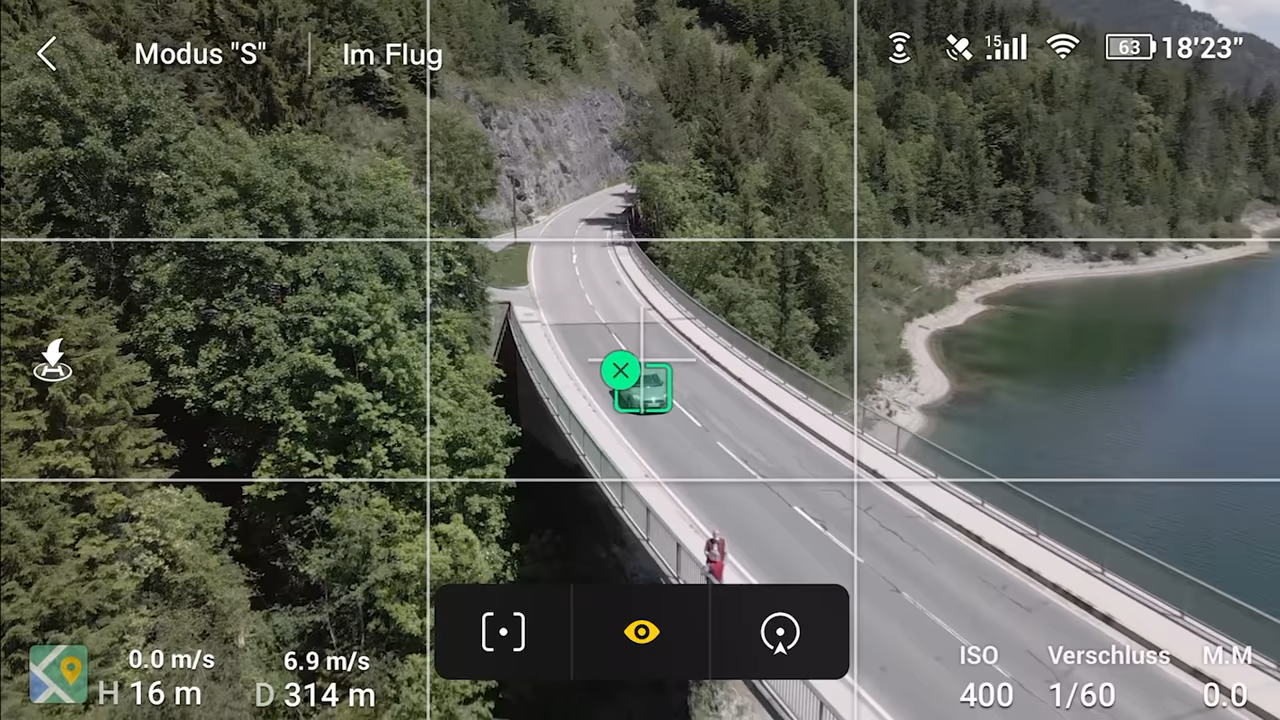 Modus "S" Im Flug 15 63 18'23"
0.0 m/s 6.9 m/s
H 16 m D 314 m
ISO Verschluss M.M
400 1/60 0.0